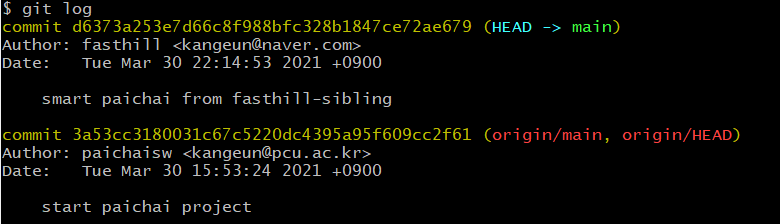 $ git log
commit d6373a253e7d66c8f988bfc328b1847ce72ae679 (HEAD -> main)
Author: fasthill <kangeun@naver.com>
Date:   Tue Mar 30 22:14:53 2021 +0900
smart paichai from fasthill-sibling
commit 3a53cc3180031c67c5220dc4395a95f609cc2f61 (origin/main, origin/HEAD)
Author: paichaisw <kangeun@pcu.ac.kr>
Date:   Tue Mar 30 15:53:24 2021 +0900
start paichai project